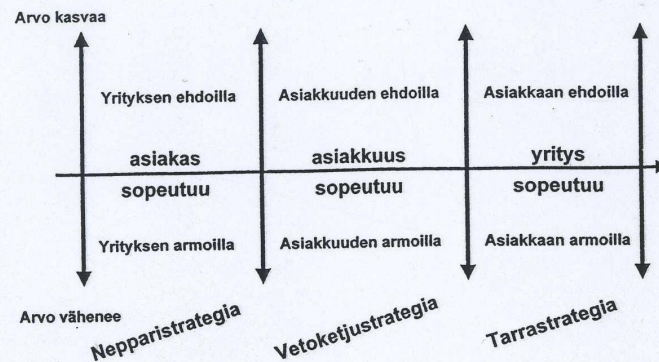 Arvo kasvaa
Yrityksen ehdoilla
Asiakkuuden ehdoilla
Asiakkaan ehdoilla
asiakas
asiakkuus
yritys
sopeutuu
sopeutuu
sopeutuu
Yrityksen armoilla
Asiakkuuden armoilla
Asiakkaan armoilla
Arvo vähenee
Nepparistrategia
Vetoketjustrategia
Tarrastrategia